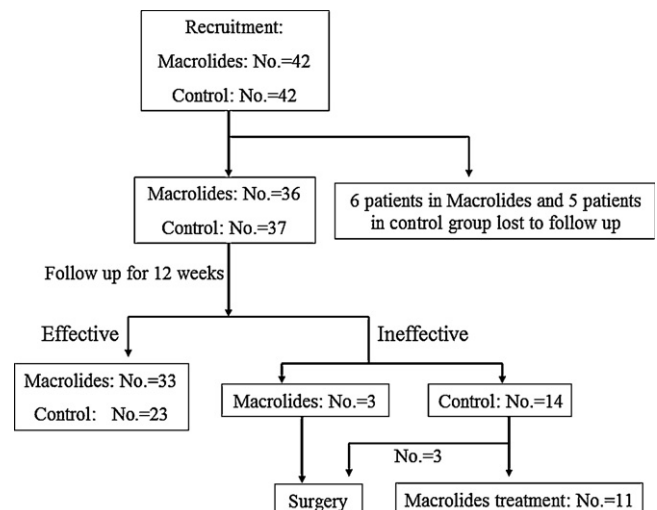 Recruitment:
Macrolides: No.=42
Control: No.=42
Macrolides: No.=36
Control: No.=37
6 patients in Macrolides and 5 patients
in control group lost to follow up
Follow up for 12 weeks
Effective
Ineffective
Macrolides: No.=33
Control: No.=23
Macrolides: No.=3
Control: No.=14
No.=3
Surgery
Macrolides treatment: No.=11